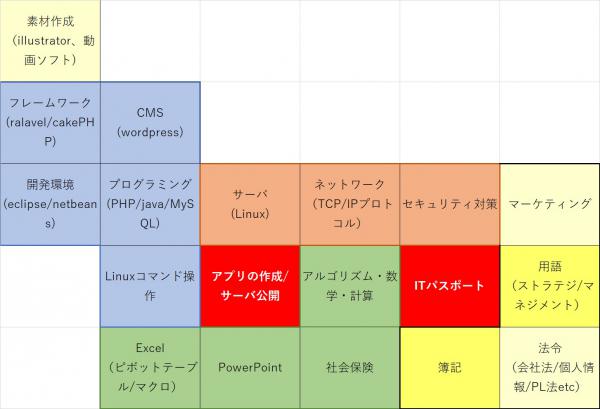 素材作成
（illustrator、動
画ソフト）
フレームワーク
(ralavel/cakePH
P)
CMS
(wordpress)
開発環境
(eclipse/netbean
s)
プログラミング
(PHP/java/MyS
QL)
サーバ
(Linux)
ネットワーク
（TCP/IPプロト
コル）
セキュリティ対策
マーケティング
Linuxコマンド操
作
アプリの作成/
サーバ公開
アルゴリズム・数
学・計算
ITパスポート
用語
（ストラテジ/マ
ネジメント）
Excel
（ピボットテーブ
ル/マクロ）
PowerPoint
社会保険
簿記
法令
（会社法/個人情
報/PL法etc）